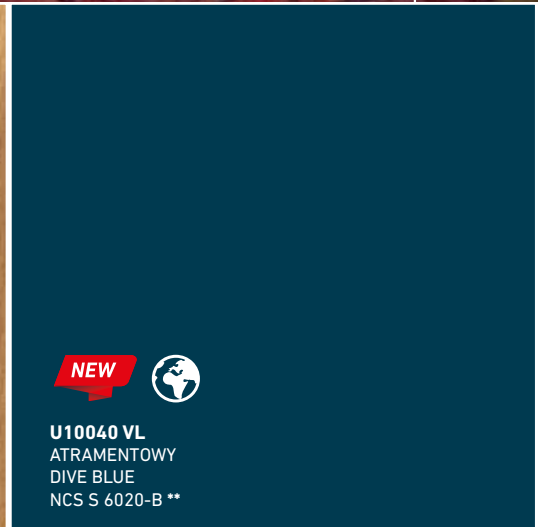 NEW
U10040 VL
ATRAMENTOWY
DIVE BLUE
NCS S 6020-B **